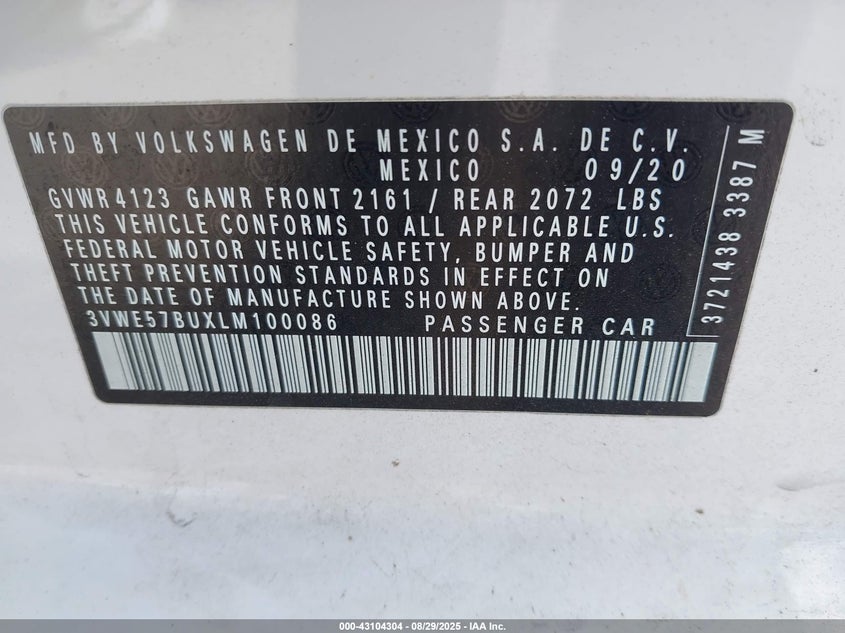 MFD BY VOLKSWAGEN DE MEXICO S.A. DE C.V.
MEXICO 09/20
GVWR 4123 GAWR FRONT 2161 / REAR 2072 LBS
THIS VEHICLE CONFORMS TO ALL APPLICABLE U.S.
FEDERAL MOTOR VEHICLE SAFETY, BUMPER AND
THEFT PREVENTION STANDARDS IN EFFECT ON
THE DATE OF MANUFACTURE SHOWN ABOVE.
3VWE57BUXLM100086 PASSENGER CAR
3721438 3387 M
000-43104304 - 08/29/2025 - IAA Inc.